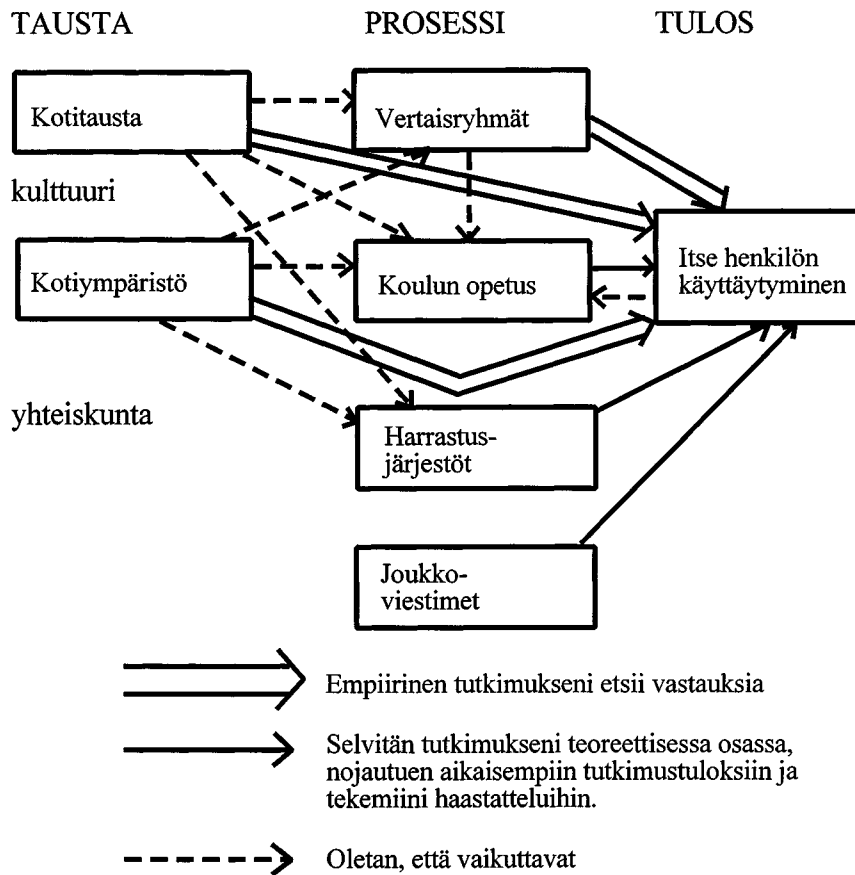 TAUSTA PROSESSI TULOS
Kotitausta
Vertaisryhmät
kulttuuri
Kotiympäristö
Koulun opetus
Itse henkilön
käyttäytyminen
yhteiskunta
Harrastus-
järjestöt
Joukko-
viestimet
Empiirinen tutkimukseni etsii vastauksia
Selvitän tutkimukseni teoreettisessa osassa,
nojautuen aikaisempiin tutkimustuloksiin ja
tekemiini haastatteluihin.
Oletan, että vaikuttavat